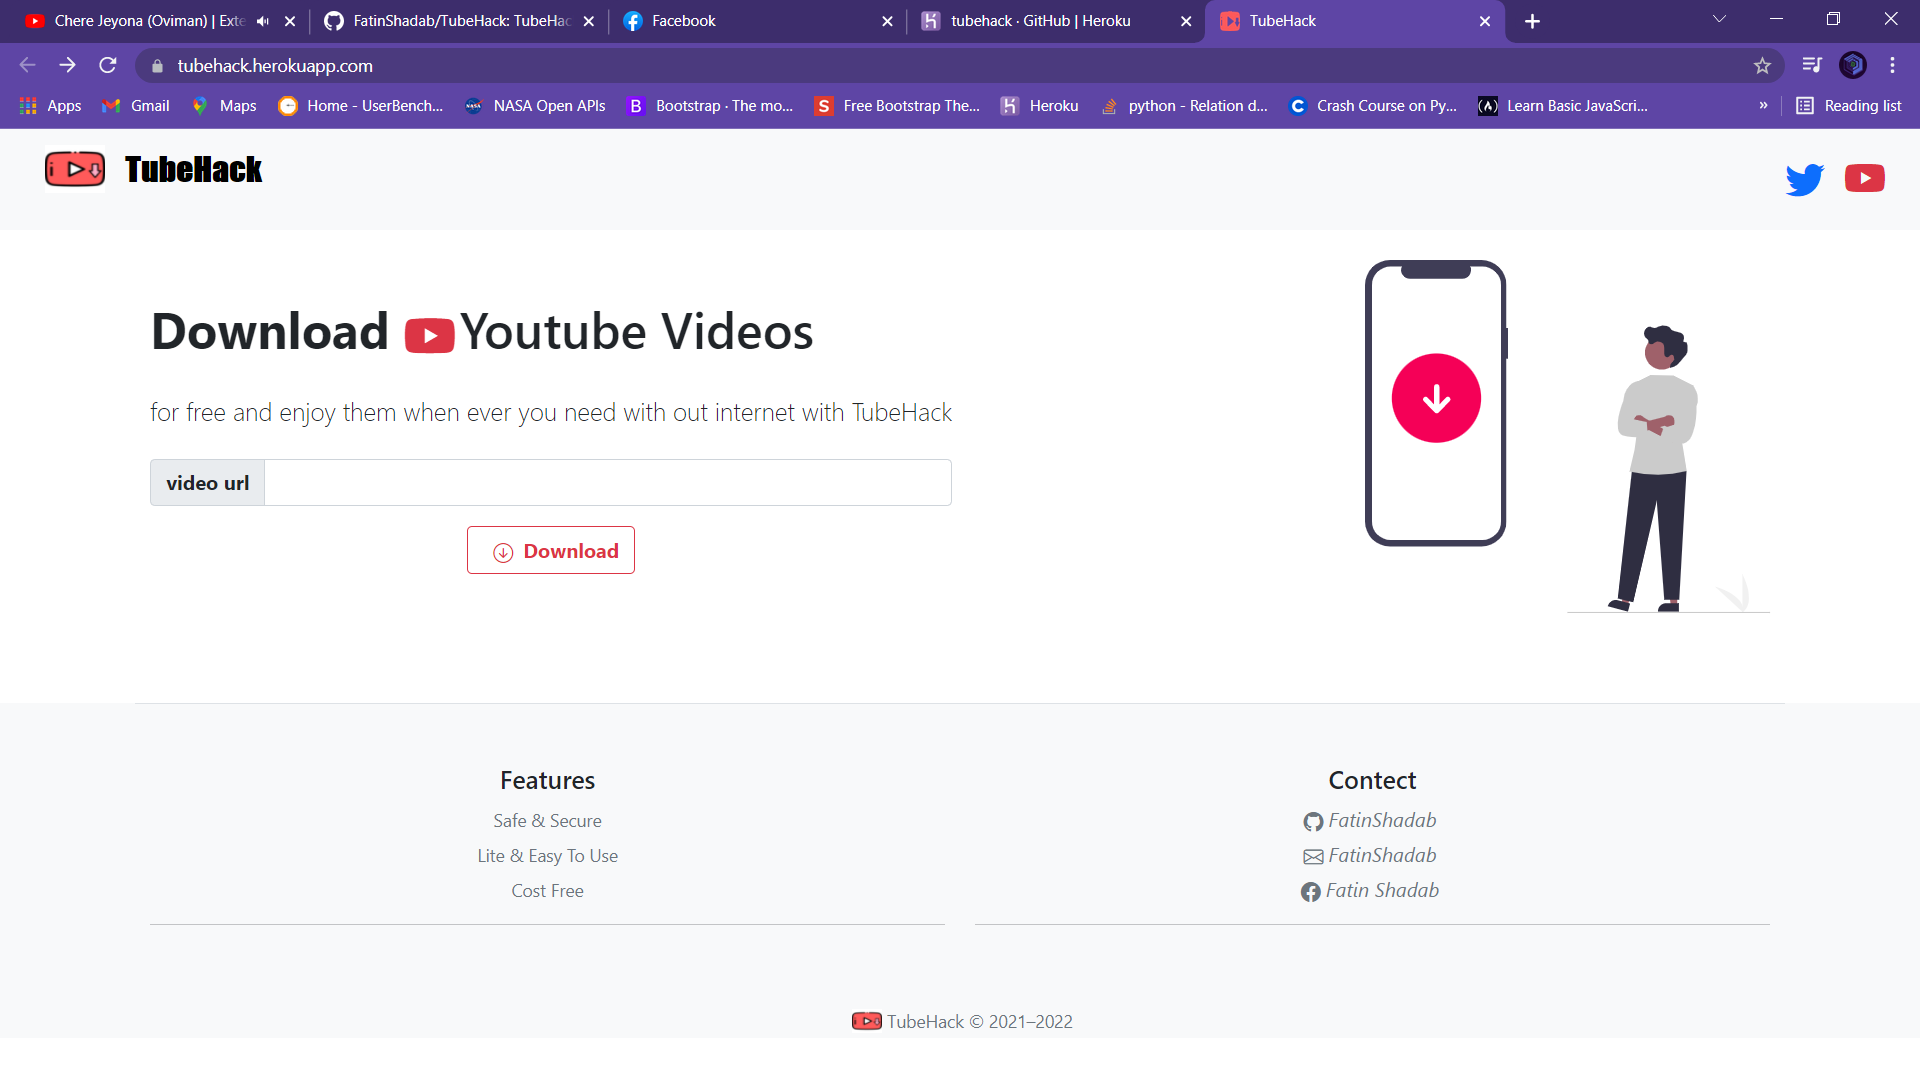 Chere Jeyona (Oviman) | Exte
FatinShadab/TubeHack: TubeHac
Facebook
tubehack · GitHub | Heroku
TubeHack
tubehack.herokuapp.com
Apps
Gmail
Maps
Home - UserBench...
NASA Open APIs
Bootstrap · The mo...
Free Bootstrap The...
Heroku
python - Relation d...
Crash Course on Py...
Learn Basic JavaScri...
»
Reading list
TubeHack
Download Youtube Videos
for free and enjoy them when ever you need with out internet with TubeHack
video url
Download
Features
Safe & Secure
Lite & Easy To Use
Cost Free
Contect
FatinShadab
FatinShadab
Fatin Shadab
TubeHack © 2021–2022